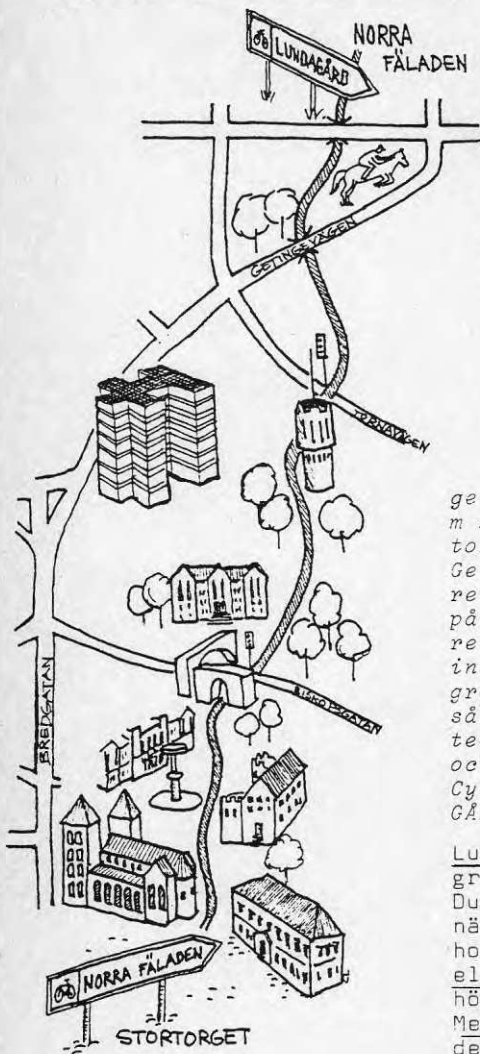 NORRA
FÄLADEN
LUNDAGÅRD
GETINGEVÄGEN
TORNAVÄGEN
BREDGATAN
BISKOPSGATAN
NORRA FÄLADEN
STORTORGET
ge
m
to
Ge
re
på
re
in
gr
så
te
oc
Cy
GÅ
Lu
gr
Du
nä
ho
el
hö
Me
de